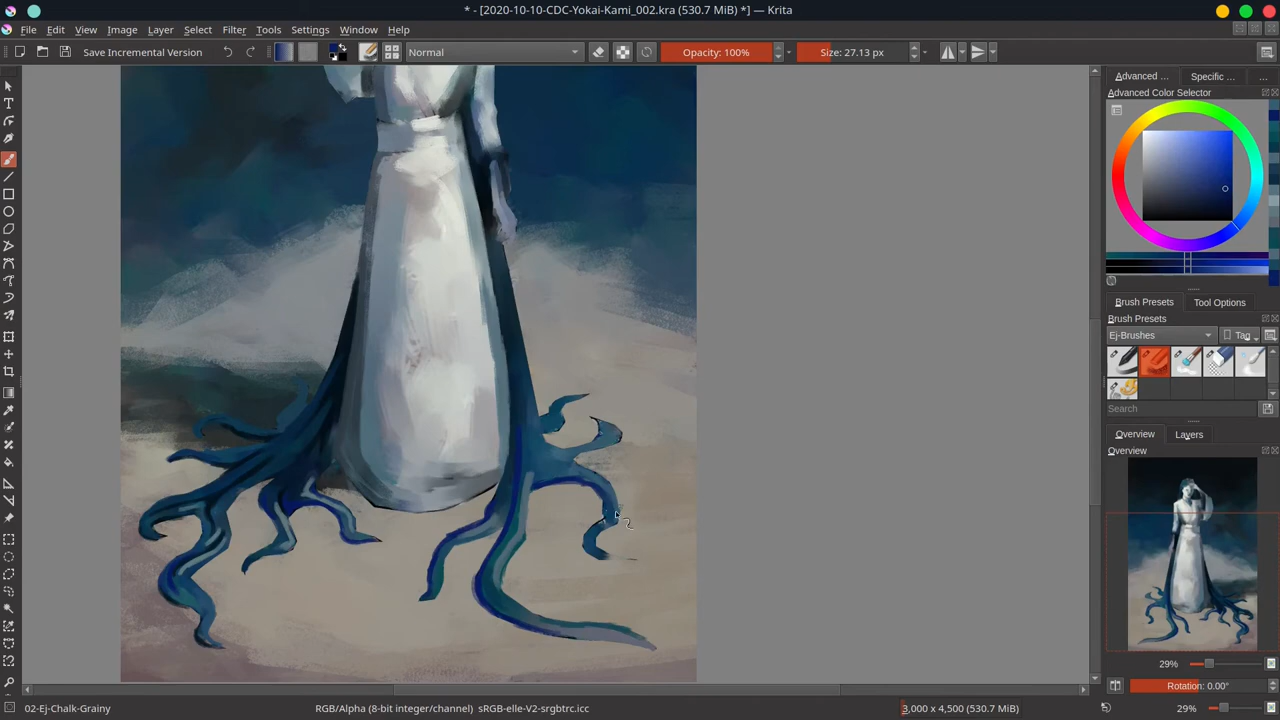 * - [2020-10-10-CDC-Yokai-Kami_002.kra (530.7 MiB) *] — Krita
File Edit View Image Layer Select Filter Tools Settings Window Help
Save Incremental Version Normal Opacity: 100% Size: 27.13 px
Advanced ... Specific ... ...
Advanced Color Selector
Brush Presets Tool Options
Brush Presets
Ej-Brushes Tag
Search
Overview Layers
Overview
29%
Rotation: 0.00°
02-Ej-Chalk-Grainy RGB/Alpha (8-bit integer/channel) sRGB-elle-V2-srgbtrc.icc 3,000 x 4,500 (530.7 MiB) 29%